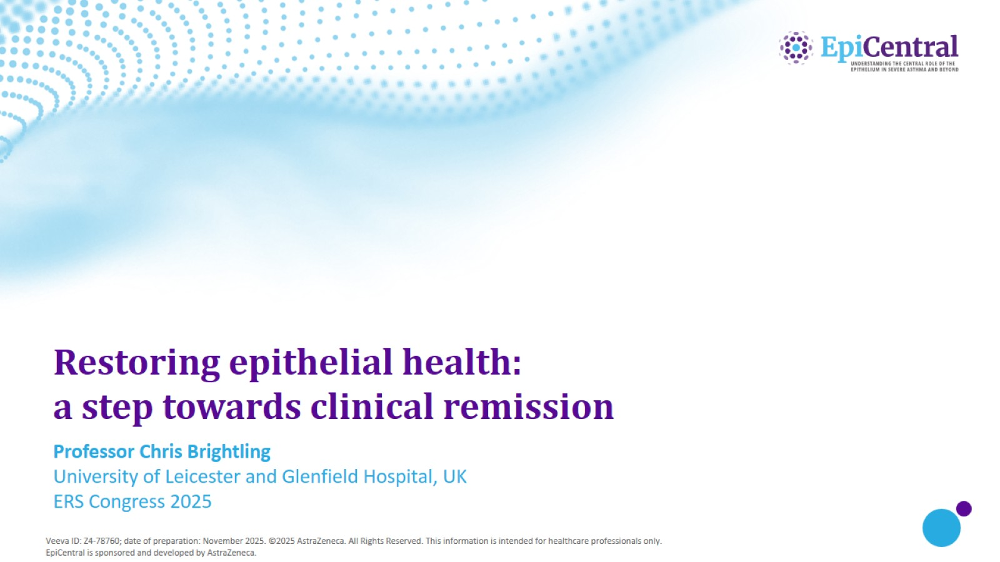 EpiCentral
UNDERSTANDING THE CENTRAL ROLE OF THE
EPITHELIUM IN SEVERE ASTHMA AND BEYOND
Restoring epithelial health:
a step towards clinical remission
Professor Chris Brightling
University of Leicester and Glenfield Hospital, UK
ERS Congress 2025
Veeva ID: Z4-78760; date of preparation: November 2025. ©2025 AstraZeneca. All Rights Reserved. This information is intended for healthcare professionals only.
EpiCentral is sponsored and developed by AstraZeneca.